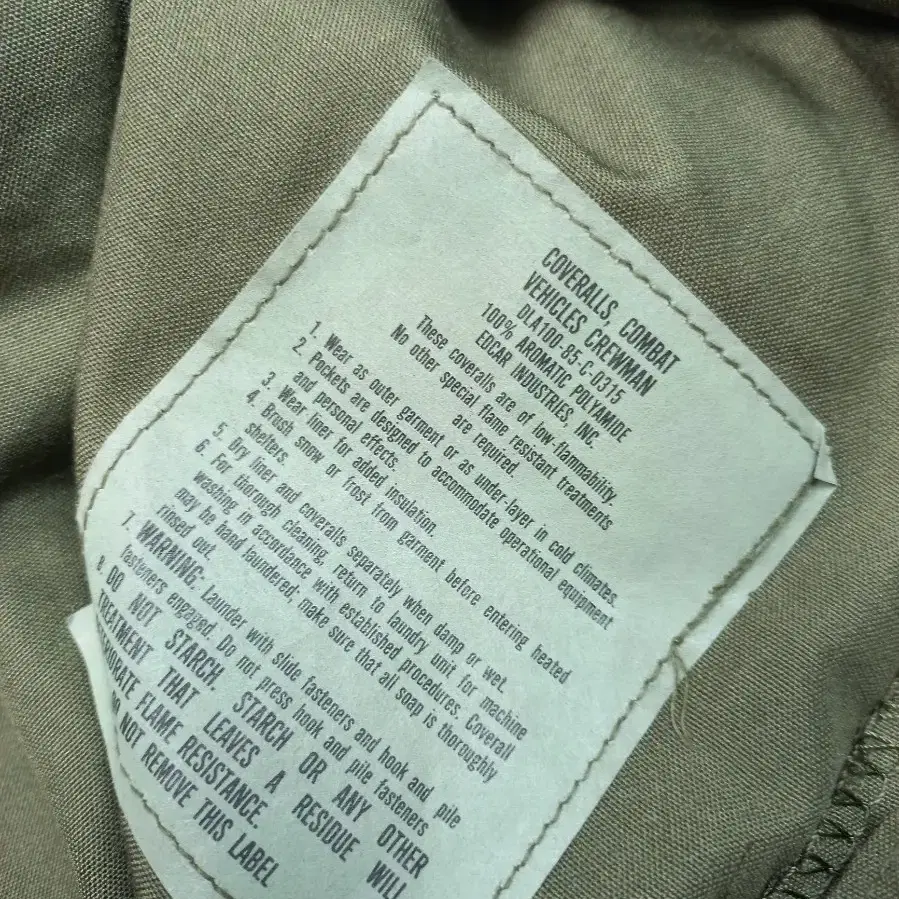 COVERALLS, COMBAT
VEHICLES CREWMAN
DLA100-85-C-0315
100% AROMATIC POLYAMIDE
EDCAR INDUSTRIES, INC.
These coveralls are of low-flammability.
No other special flame resistant treatments
are required.
1. Wear as outer garment or as under-layer in cold climates.
2. Pockets are designed to accommodate operational equipment
and personal effects.
3. Wear liner for added insulation.
4. Brush snow or frost from garment before entering heated
shelters.
5. Dry liner and coveralls separately when damp or wet.
6. For thorough cleaning, return to laundry unit for machine
washing in accordance with established procedures. Coverall
may be hand laundered; make sure that all soap is thoroughly
rinsed out.
7. WARNING: Launder with slide fasteners and hook and pile
fasteners engaged. Do not press hook and pile fasteners
8. DO NOT STARCH. STARCH OR ANY OTHER
TREATMENT THAT LEAVES A RESIDUE WILL
FLAME RESISTANCE.
NOT REMOVE THIS LABEL